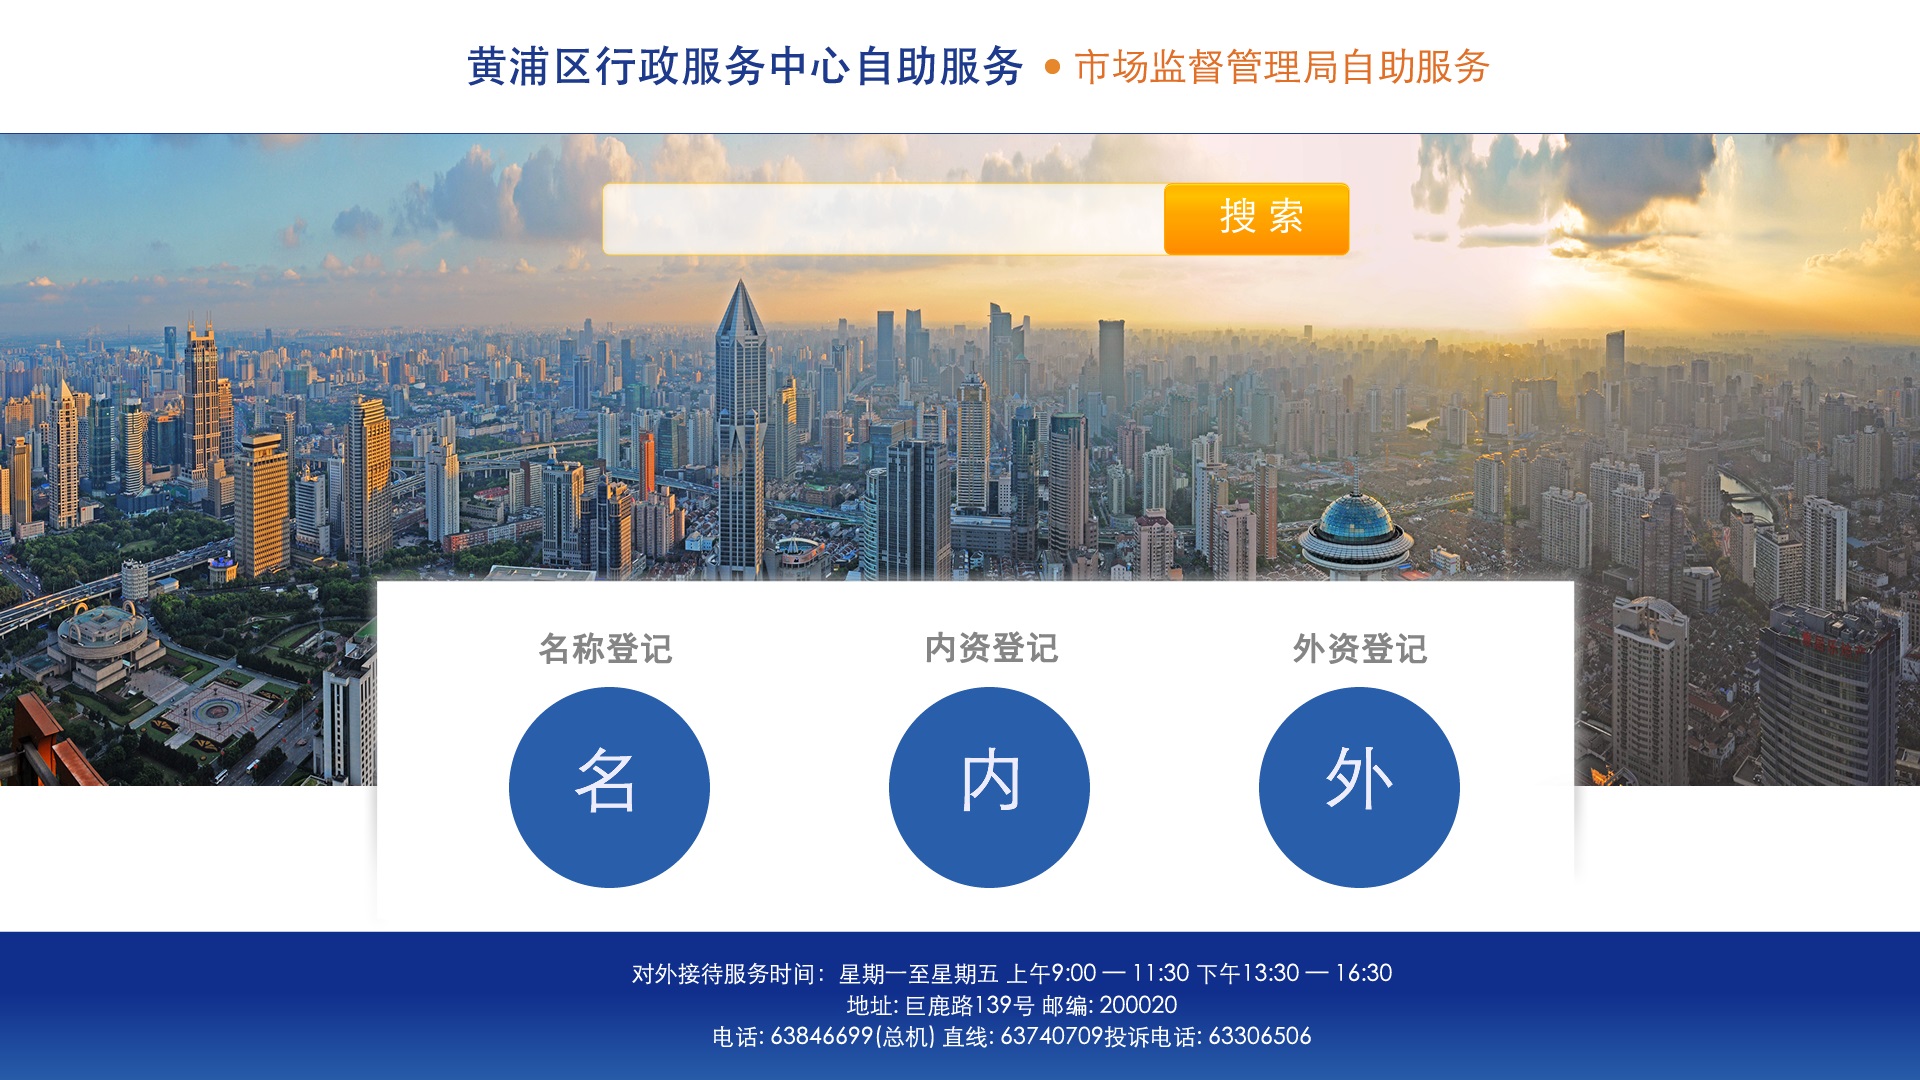 黄浦区行政服务中心自助服务 • 市场监督管理局自助服务
搜 索
名称登记
内资登记
外资登记
名
内
外
对外接待服务时间：星期一至星期五 上午9:00 — 11:30 下午13:30 — 16:30
地址: 巨鹿路139号 邮编: 200020
电话: 63846699(总机) 直线: 63740709投诉电话: 63306506